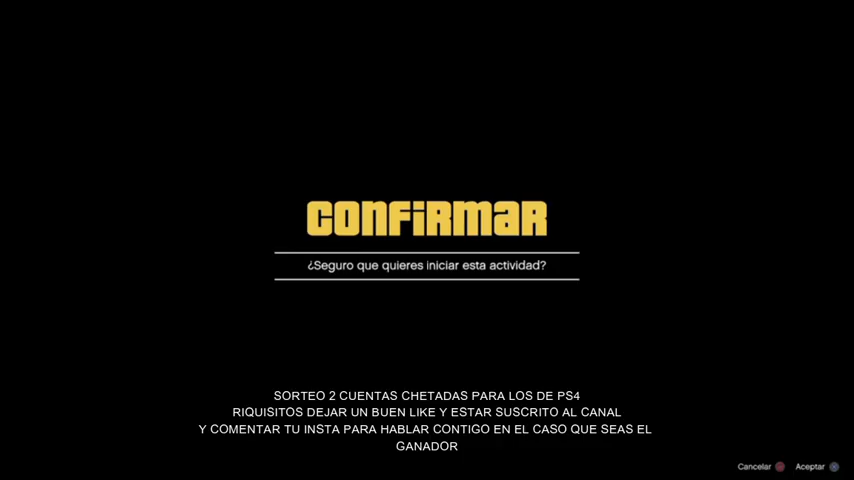 CONFIRMAR
¿Seguro que quieres iniciar esta actividad?
SORTEO 2 CUENTAS CHETADAS PARA LOS DE PS4
RIQUISITOS DEJAR UN BUEN LIKE Y ESTAR SUSCRITO AL CANAL
Y COMENTAR TU INSTA PARA HABLAR CONTIGO EN EL CASO QUE SEAS EL
GANADOR
Cancelar Aceptar